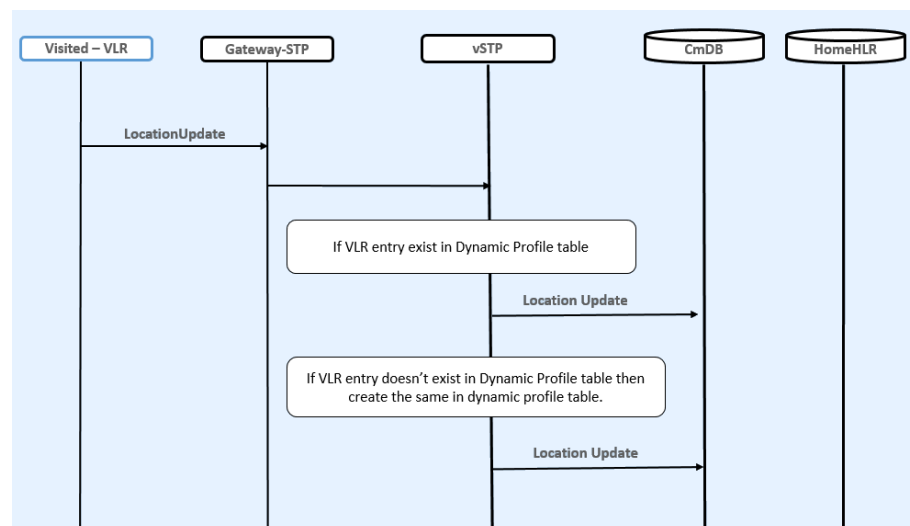 Visited – VLR
Gateway-STP
vSTP
CmDB
HomeHLR
LocationUpdate
If VLR entry exist in Dynamic Profile table
Location Update
If VLR entry doesn’t exist in Dynamic Profile table then
create the same in dynamic profile table.
Location Update